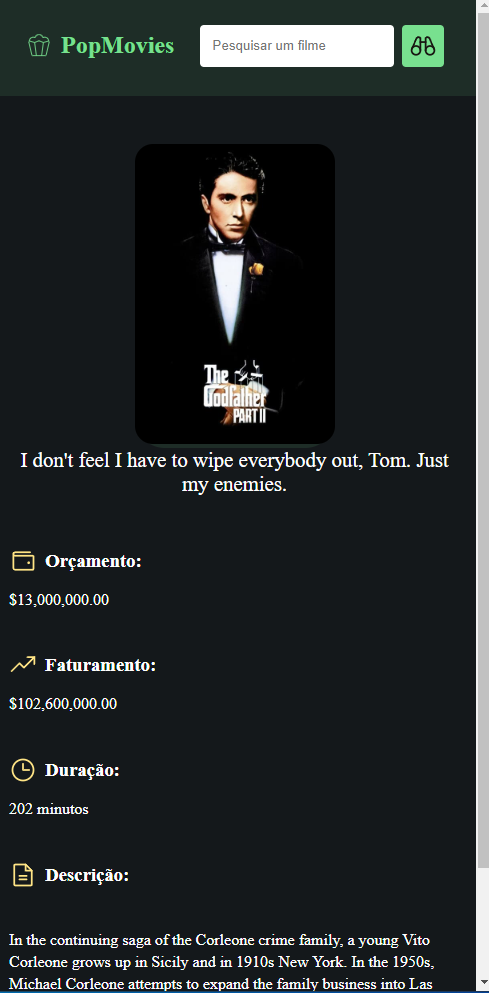 PopMovies
Pesquisar um filme
The
Godfather
PART II
I don't feel I have to wipe everybody out, Tom. Just
my enemies.
Orçamento:
$13,000,000.00
Faturamento:
$102,600,000.00
Duração:
202 minutos
Descrição:
In the continuing saga of the Corleone crime family, a young Vito
Corleone grows up in Sicily and in 1910s New York. In the 1950s,
Michael Corleone attempts to expand the family business into Las